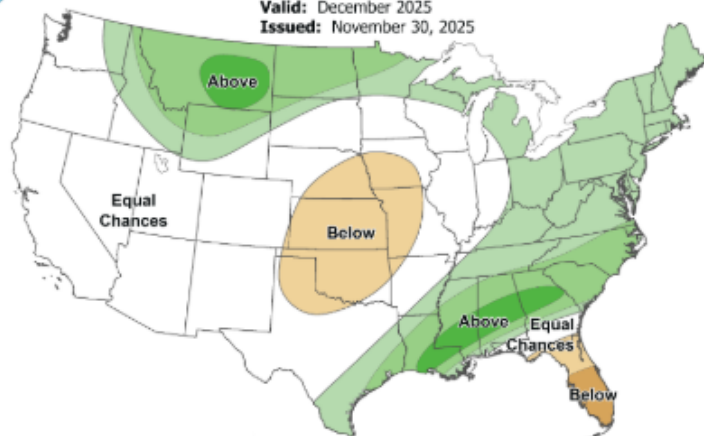 Valid: December 2025
Issued: November 30, 2025
Above
Equal
Chances
Below
Above
Equal
Chances
Below